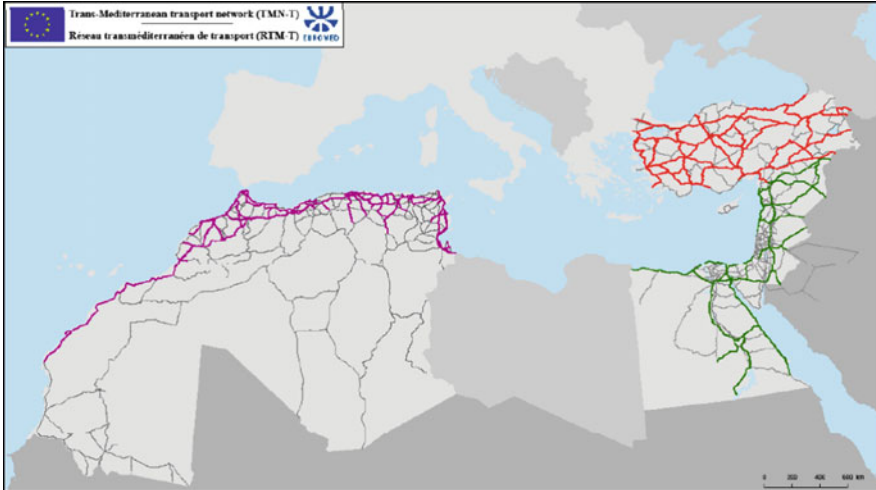 Trans-Mediterranean transport network (TMN-T)
Réseau transméditerranéen de transport (RTM-T)
EUROMED
0 200 400 600 km